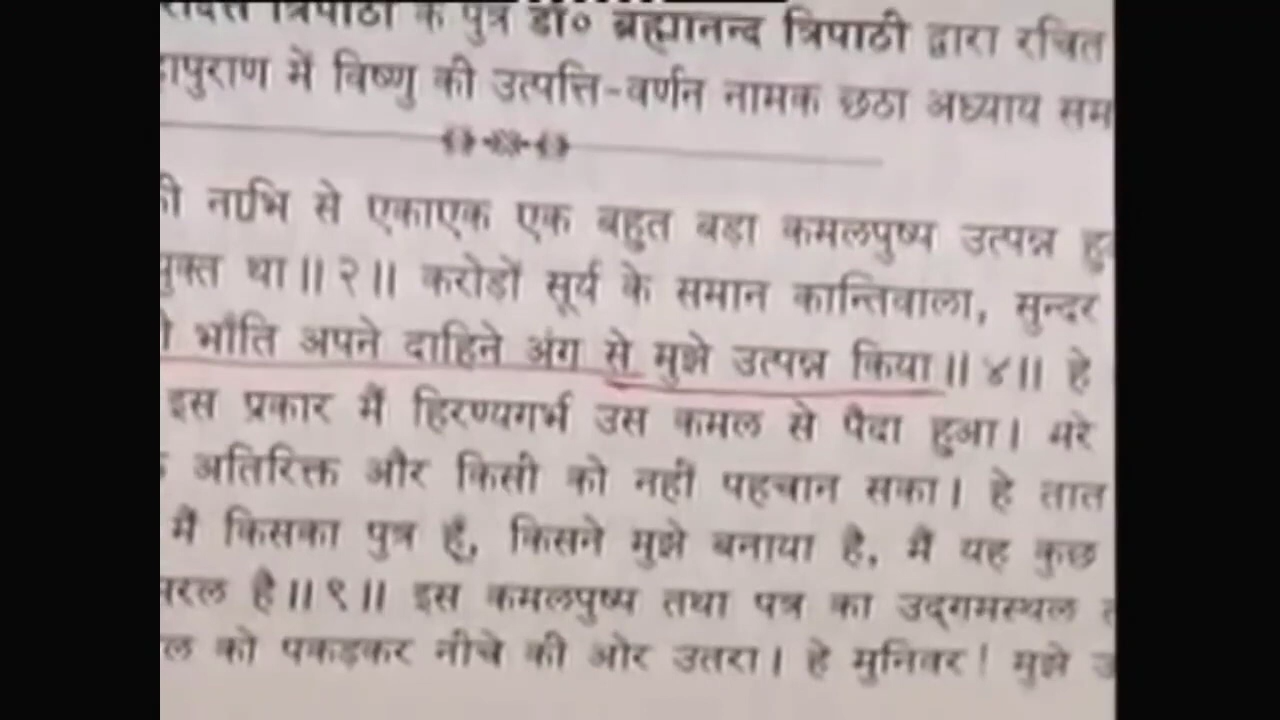 त्रिपाठी के पुत्र डॉ० ब्रह्मानन्द त्रिपाठी द्वारा रचित
में विष्णु की उत्पत्ति-वर्णन नामक छठा अध्याय
नाभि से एकाएक एक बहुत बड़ा कमलपुष्प उत्पन्न
था॥२॥ करोड़ों सूर्य के समान कान्तिवाला, सुन्दर
भाँति अपने दाहिने अंग से मुझे उत्पन्न किया॥४॥ हे
इस प्रकार मैं हिरण्यगर्भ उस कमल से पैदा हुआ। मेरे
अतिरिक्त और किसी को नहीं पहचान सका। हे तात
मैं किसका पुत्र हूँ, किसने मुझे बनाया है, मैं यह कुछ
है॥९॥ इस कमलपुष्प तथा पत्र का उद्‌गमस्थल
को पकड़कर नीचे की ओर उतरा। हे मुनिवर! मुझे